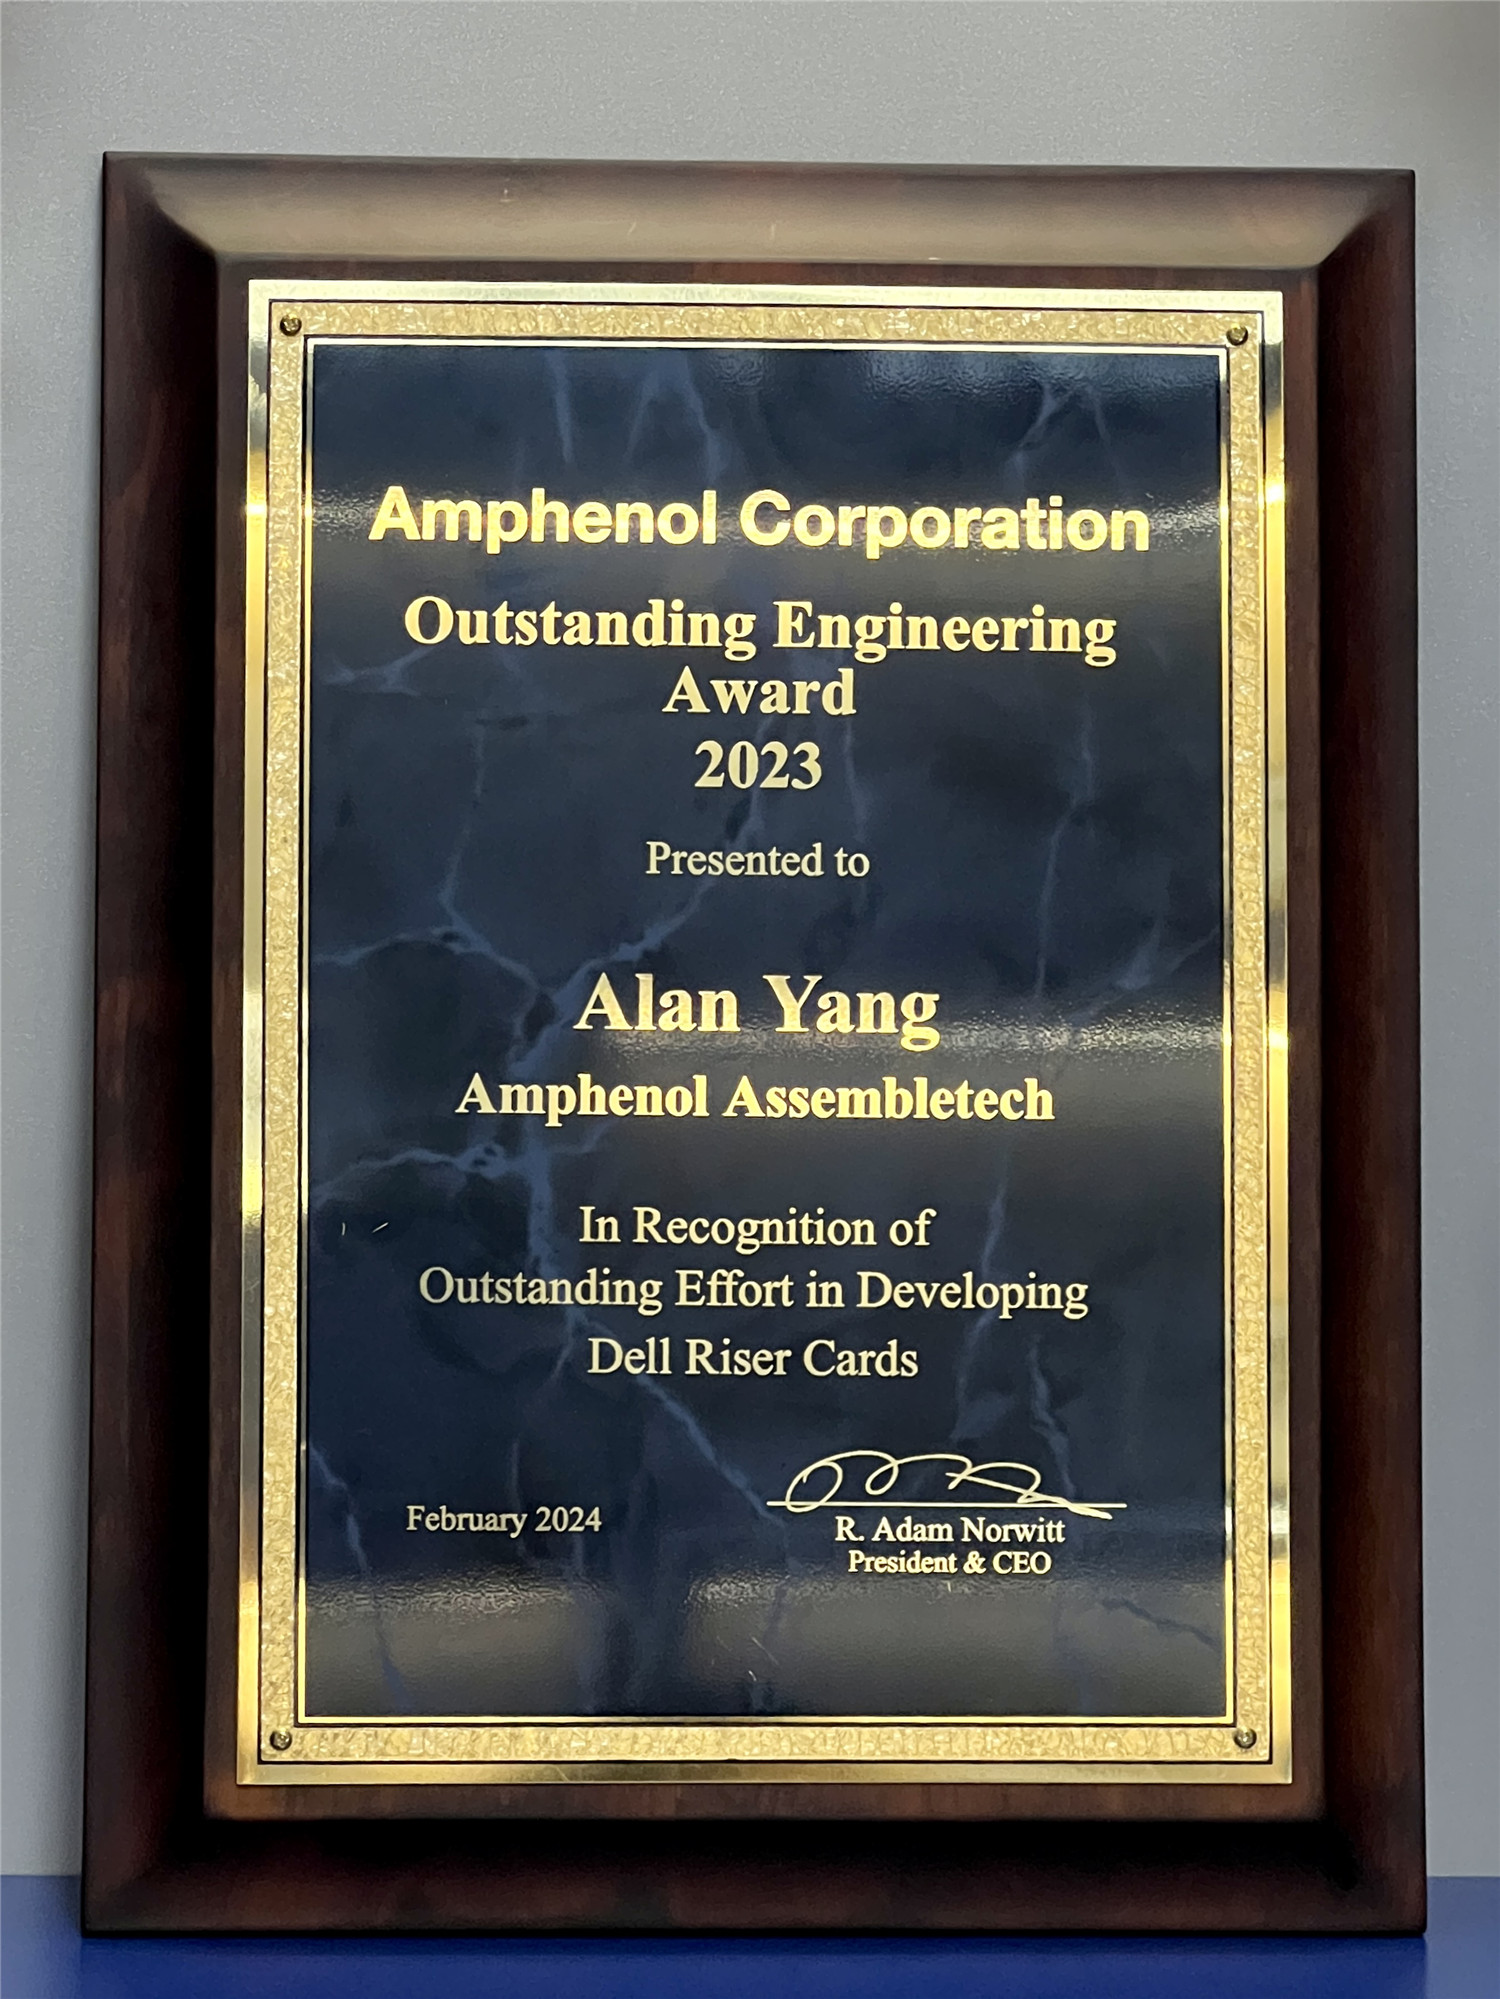 Amphenol Corporation
Outstanding Engineering
Award
2023
Presented to
Alan Yang
Amphenol Assembletech
In Recognition of
Outstanding Effort in Developing
Dell Riser Cards
February 2024
R. Adam Norwitt
President & CEO